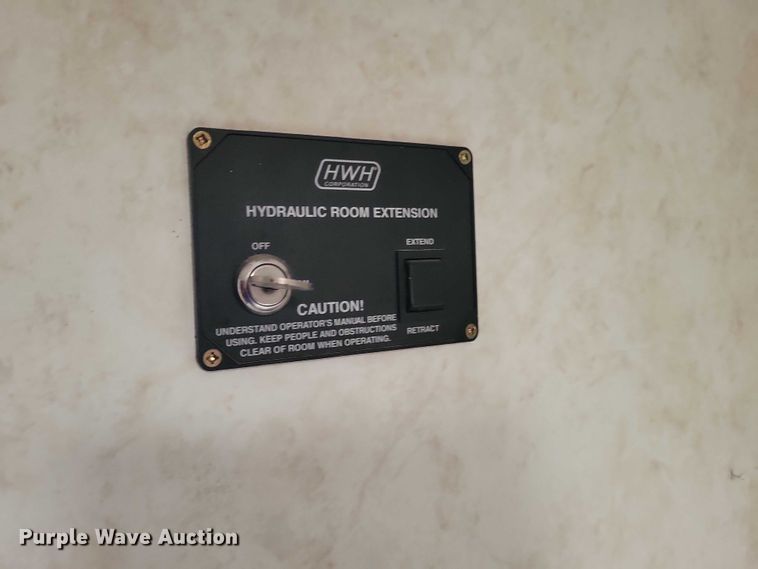 HWH
CORPORATION
HYDRAULIC ROOM EXTENSION
OFF
EXTEND
CAUTION!
UNDERSTAND OPERATOR'S MANUAL BEFORE
USING. KEEP PEOPLE AND OBSTRUCTIONS
CLEAR OF ROOM WHEN OPERATING.
RETRACT
Purple Wave Auction